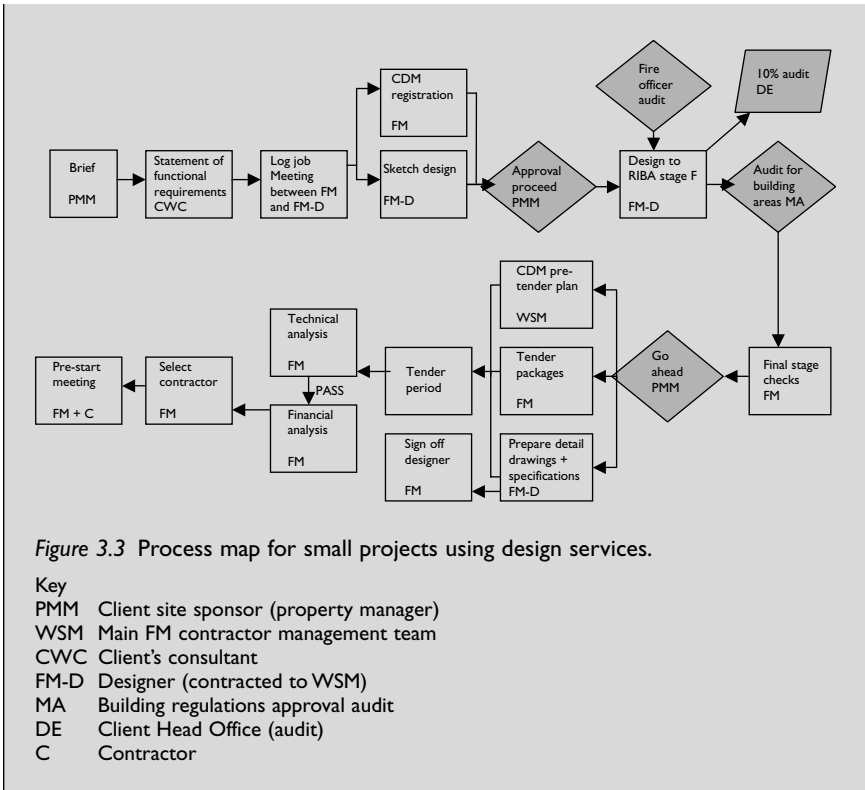 Brief
PMM
Statement of
functional
requirements
CWC
Log job
Meeting
between FM
and FM-D
CDM
registration
FM
Sketch design
FM-D
Approval
proceed
PMM
Fire
officer
audit
Design to
RIBA stage F
FM-D
10% audit
DE
Audit for
building
areas MA
Final stage
checks
FM
Go
ahead
PMM
CDM pre-
tender plan
WSM
Tender
packages
FM
Prepare detail
drawings +
specifications
FM-D
Sign off
designer
FM
Tender
period
Technical
analysis
FM
PASS
Financial
analysis
FM
Select
contractor
FM
Pre-start
meeting
FM + C
Figure 3.3 Process map for small projects using design services.
Key
PMM Client site sponsor (property manager)
WSM Main FM contractor management team
CWC Client's consultant
FM-D Designer (contracted to WSM)
MA Building regulations approval audit
DE Client Head Office (audit)
C Contractor